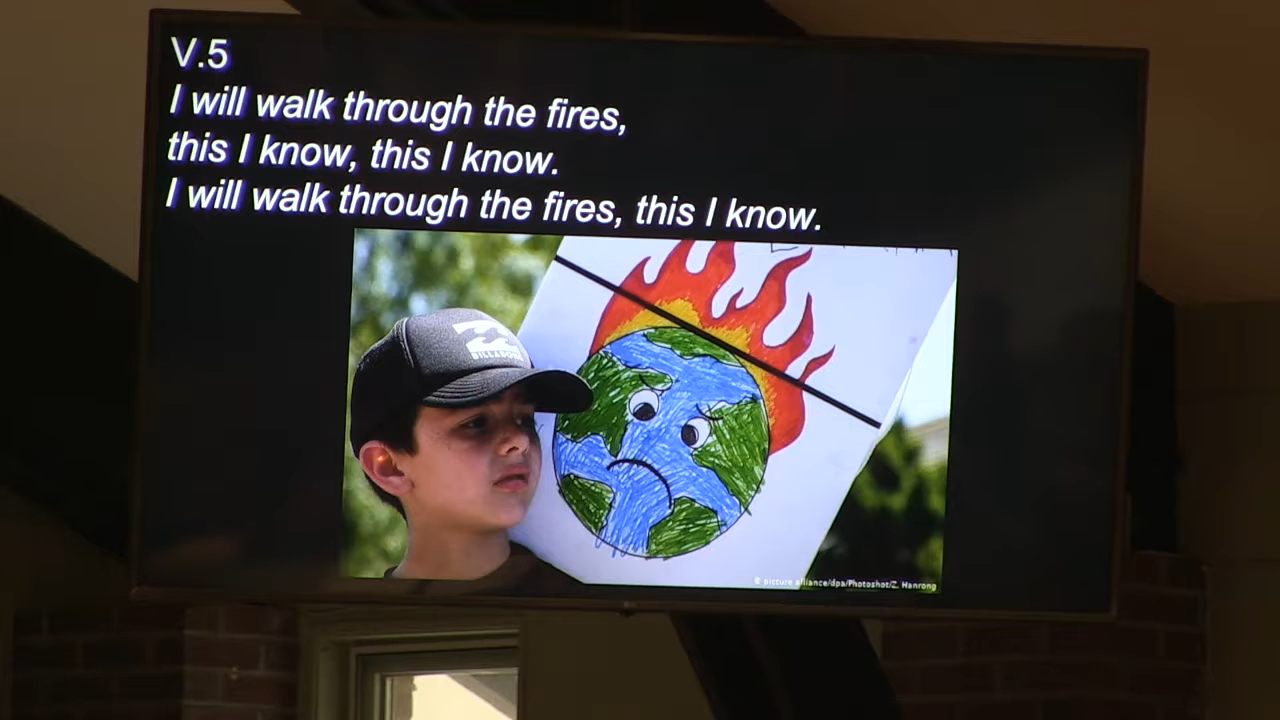 V.5
I will walk through the fires,
this I know, this I know.
I will walk through the fires, this I know.
BILLABONG
© picture alliance/dpa/Photoshot/Z. Hanrong